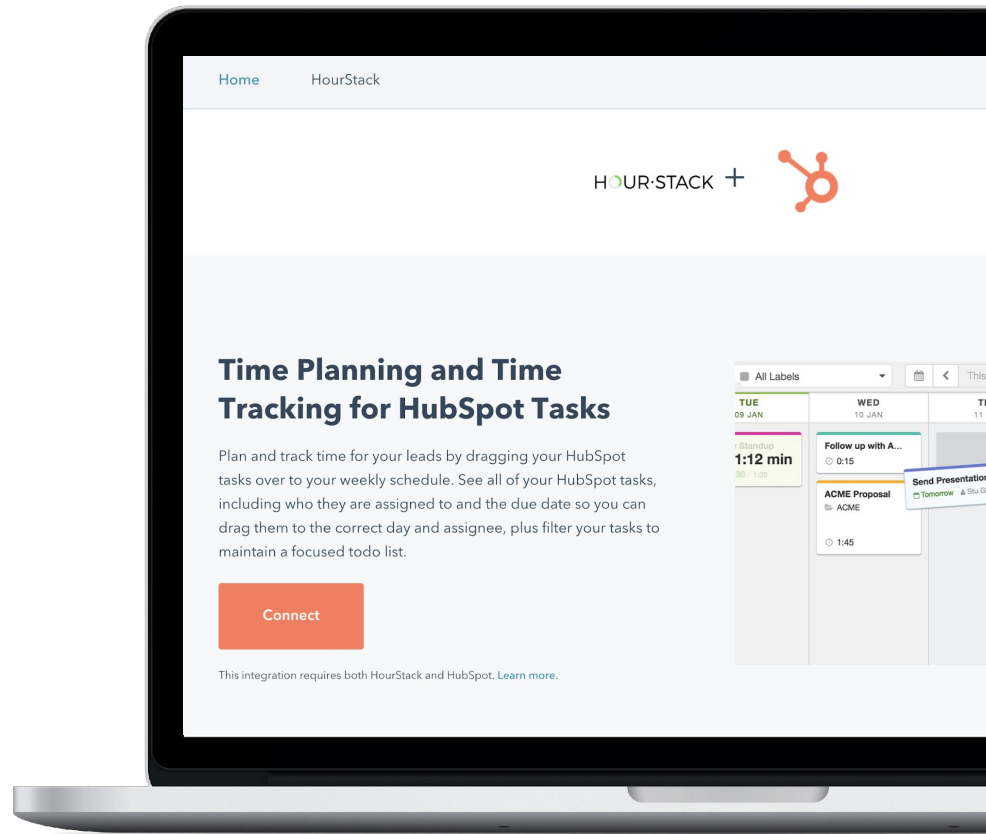 Home HourStack
HOUR·STACK +
Time Planning and Time
Tracking for HubSpot Tasks
Plan and track time for your leads by dragging your HubSpot
tasks over to your weekly schedule. See all of your HubSpot tasks,
including who they are assigned to and the due date so you can
drag them to the correct day and assignee, plus filter your tasks to
maintain a focused todo list.
Connect
This integration requires both HourStack and HubSpot. Learn more.
All Labels
This
TUE
09 JAN
WED
10 JAN
11
Standup
1:12 min
/ 1:00
Follow up with A...
0:15
ACME Proposal
ACME
1:45
Send Presentation
Tomorrow Stu G